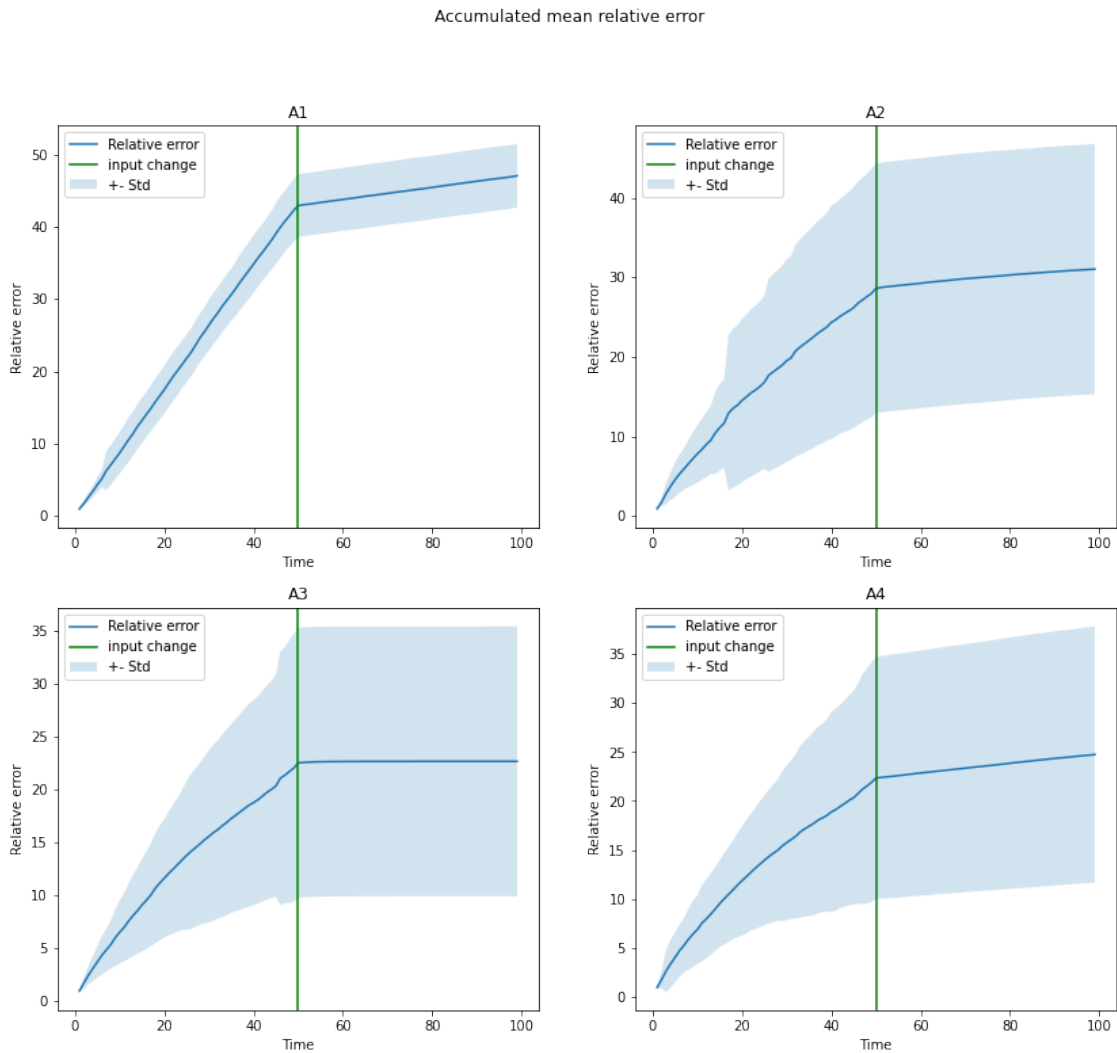 Accumulated mean relative error
A1
Relative error
input change
+- Std
50
40
30
20
10
0
Relative error
0 20 40 60 80 100
Time
A2
Relative error
input change
+- Std
40
30
20
10
0
Relative error
0 20 40 60 80 100
Time
A3
Relative error
input change
+- Std
35
30
25
20
15
10
5
0
Relative error
0 20 40 60 80 100
Time
A4
Relative error
input change
+- Std
35
30
25
20
15
10
5
0
Relative error
0 20 40 60 80 100
Time